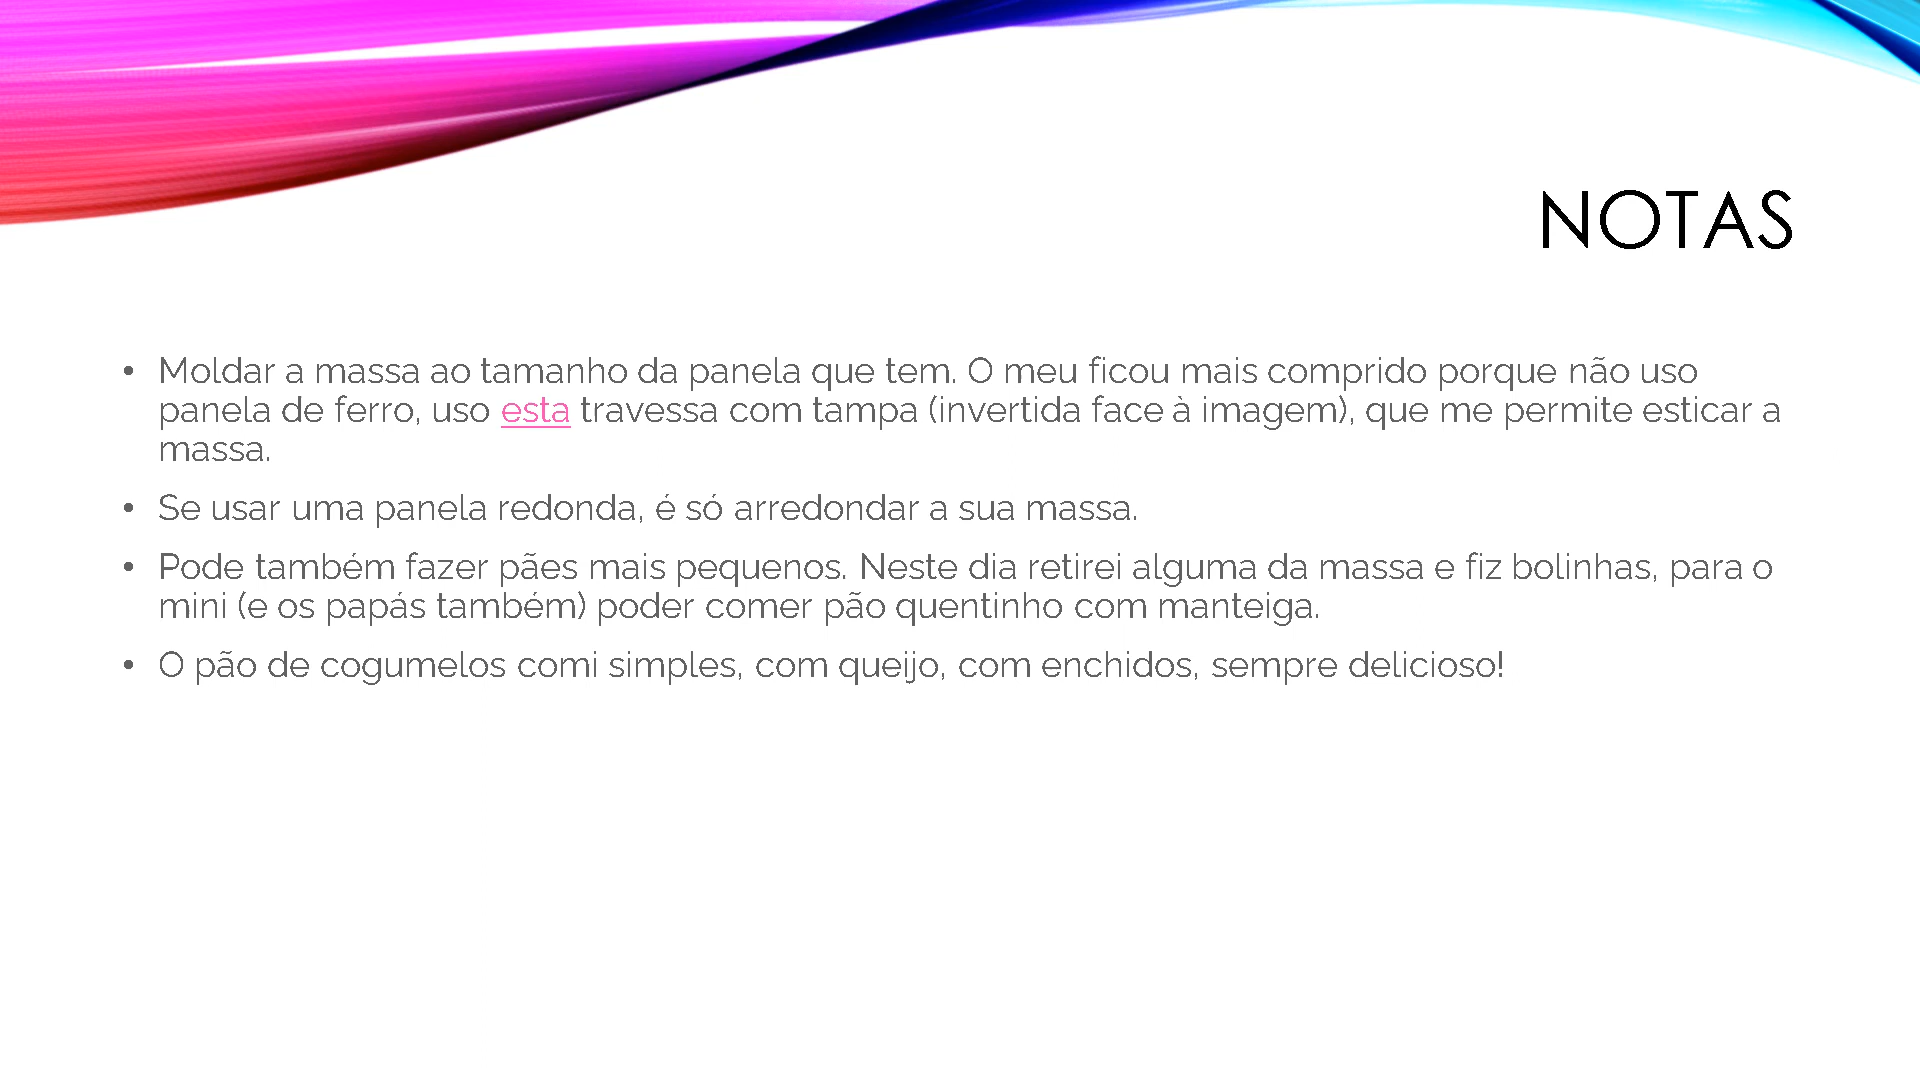 NOTAS
• Moldar a massa ao tamanho da panela que tem. O meu ficou mais comprido porque não uso
panela de ferro, uso esta travessa com tampa (invertida face à imagem), que me permite esticar a
massa.
• Se usar uma panela redonda, é só arredondar a sua massa.
• Pode também fazer pães mais pequenos. Neste dia retirei alguma da massa e fiz bolinhas, para o
mini (e os papás também) poder comer pão quentinho com manteiga.
• O pão de cogumelos comi simples, com queijo, com enchidos, sempre delicioso!